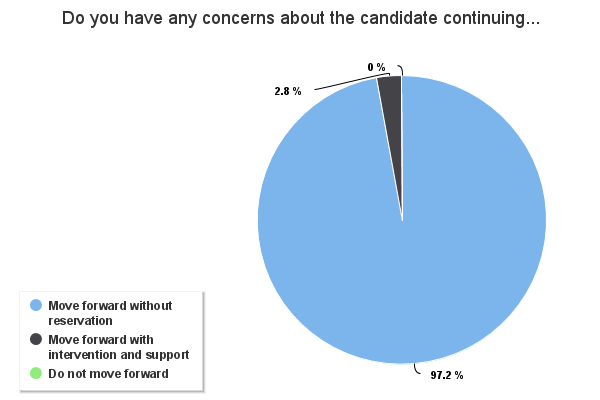 Do you have any concerns about the candidate continuing...
0 %
2.8 %
97.2 %
Move forward without
reservation
Move forward with
intervention and support
Do not move forward